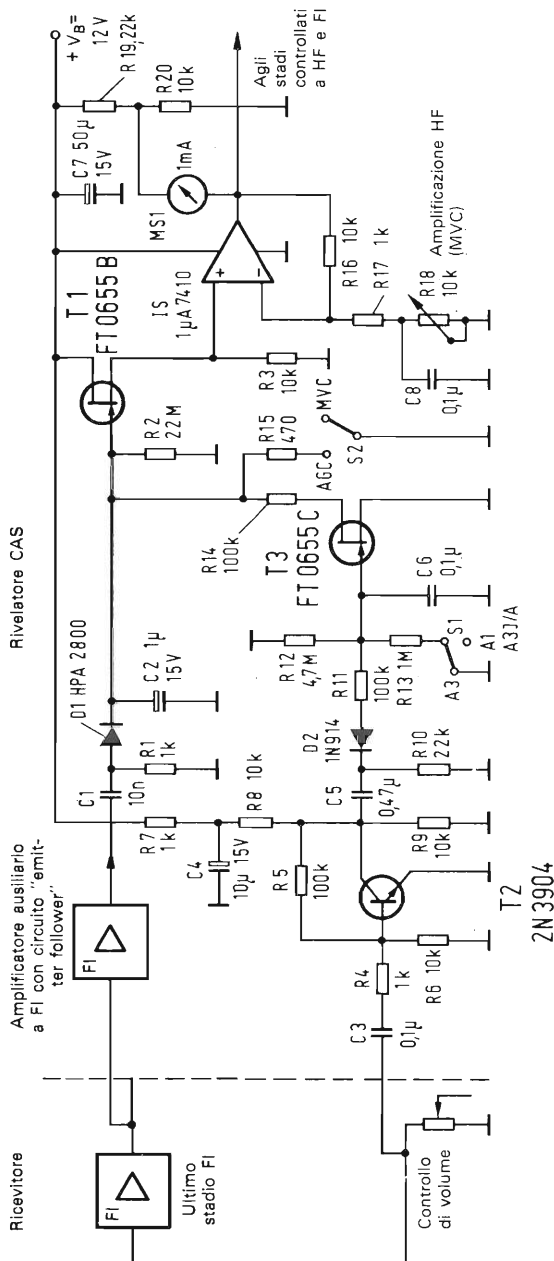 Ricevitore
FI
Ultimo
stadio FI
Controllo
di volume
Amplificatore ausiliario
a FI con circuito "emit-
ter follower"
FI
C1
10n
R1
1k
D1 HPA 2800
C2 1µ
15V
Rivelatore CAS
R2
22M
T1
FT0655B
R3
10k
IS
1µA7410
+
−
MS1
1mA
C7 50µ
15V
+ VB=
12V
R19,22k
R20
10k
Agli
stadi
controllati
a HF e FI
R16 10k
R17 1k
R18
10k
Amplificazione HF
(MVC)
C8
0,1µ
R15
470
AGC
MVC
S2
R14
100k
T3
FT0655C
C6
0,1µ
R12
4,7M
R11
100k
R13 1M
S1
A3
A1
A3J/A
D2
1N914
R10
22k
C5
0,47µ
R7
1k
R8 10k
C4
10µ 15V
R5
100k
R9
10k
R4
1k
R6 10k
C3
0,1µ
T2
2N3904